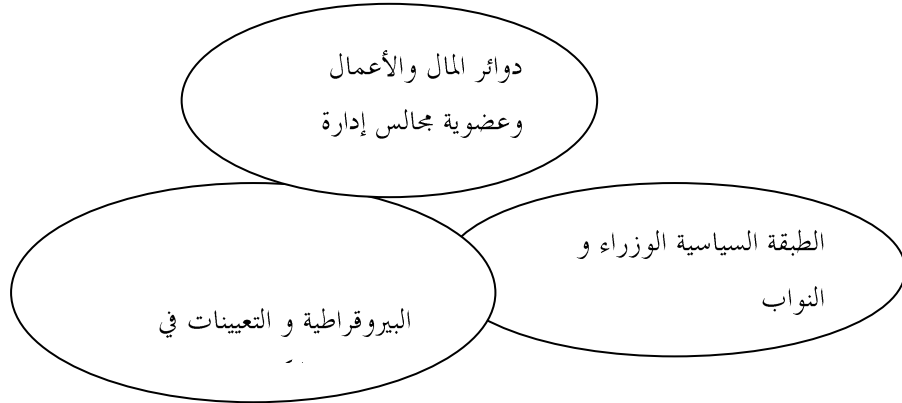 دوائر المال والأعمال
وعضوية مجالس إدارة
الطبقة السياسية الوزراء و
النواب
البيروقراطية و التعيينات في